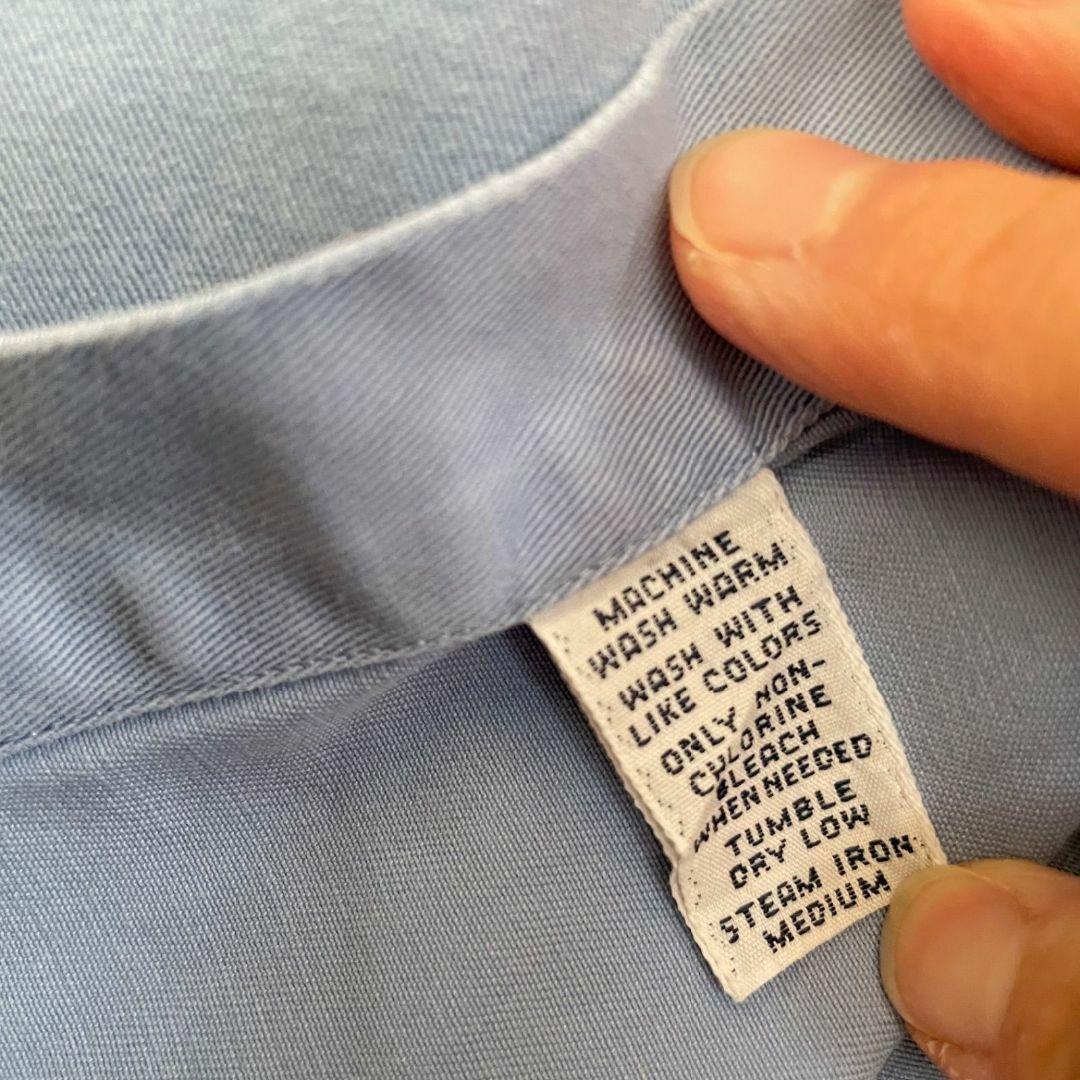 MACHINE
WASH WARM
WASH WITH
LIKE COLORS
ONLY NON-
CHLORINE
BLEACH
WHEN NEEDED
TUMBLE
DRY LOW
STEAM IRON
MEDIUM